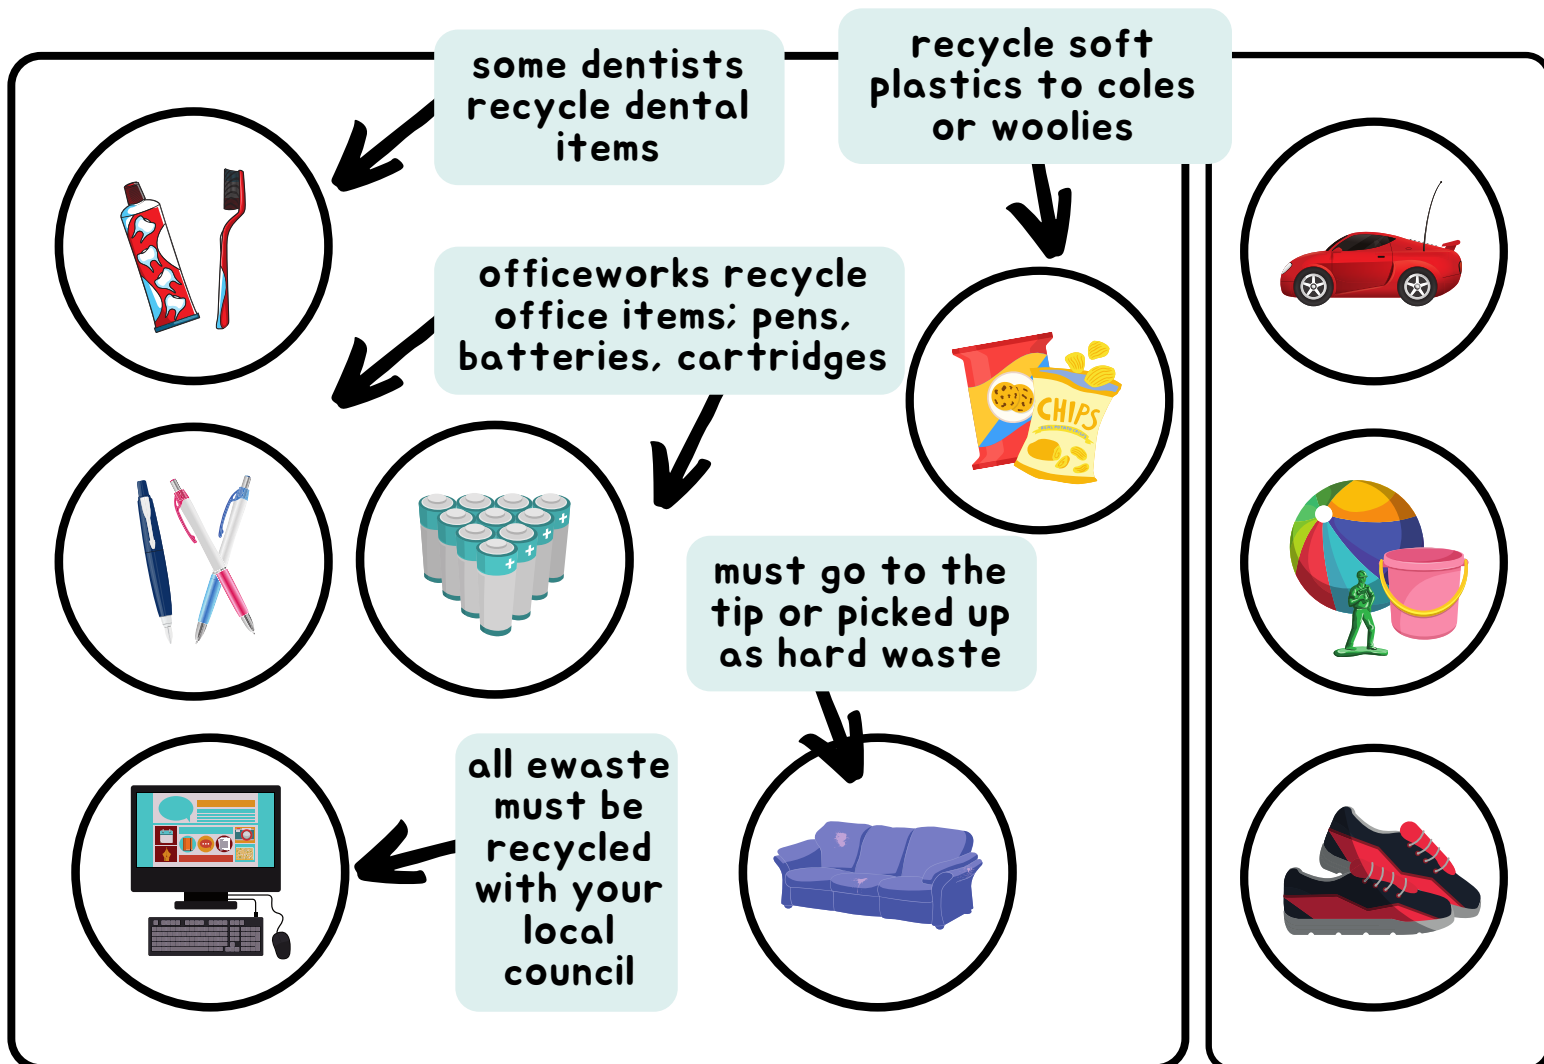 some dentists
recycle dental
items
recycle soft
plastics to coles
or woolies
officeworks recycle
office items; pens,
batteries, cartridges
CHIPS
must go to the
tip or picked up
as hard waste
all ewaste
must be
recycled
with your
local
council